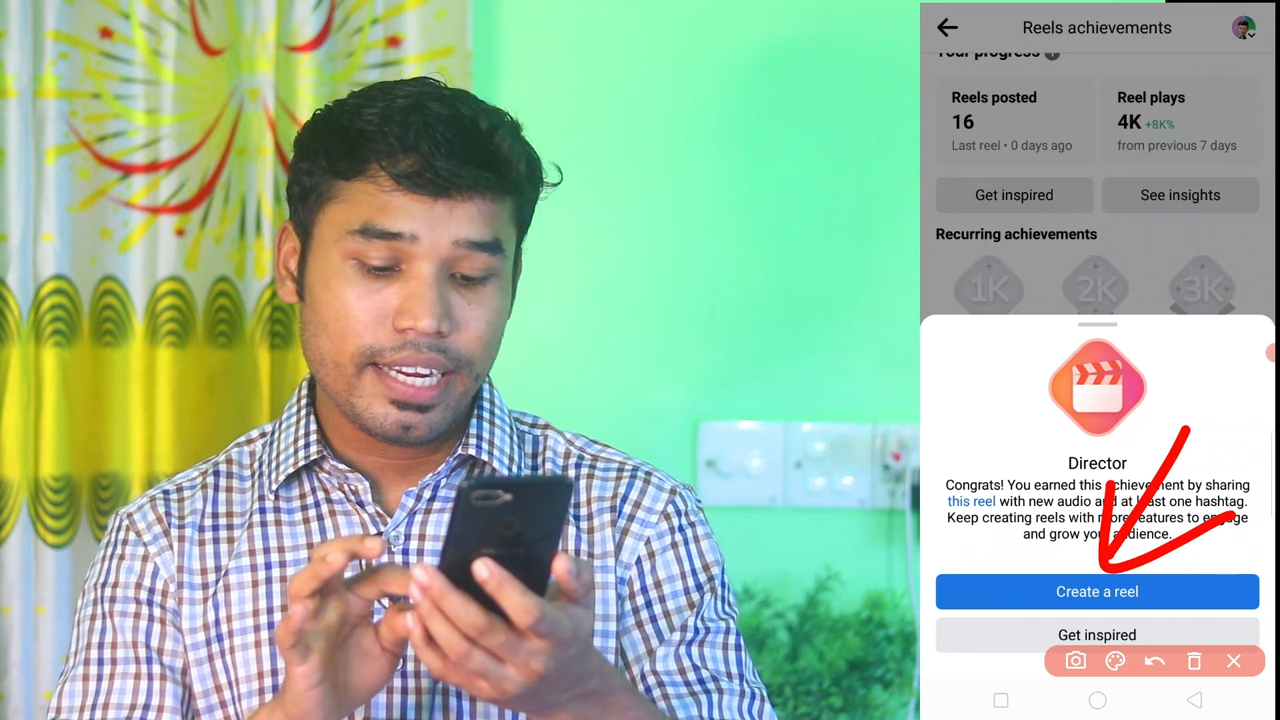 Reels achievements
Your progress
Reels posted
16
Last reel • 0 days ago
Reel plays
4K +8K%
from previous 7 days
Get inspired
See insights
Recurring achievements
1K
2K
3K
Director
Congrats! You earned this achievement by sharing
this reel with new audio and at least one hashtag.
Keep creating reels with more features to engage
and grow your audience.
Create a reel
Get inspired